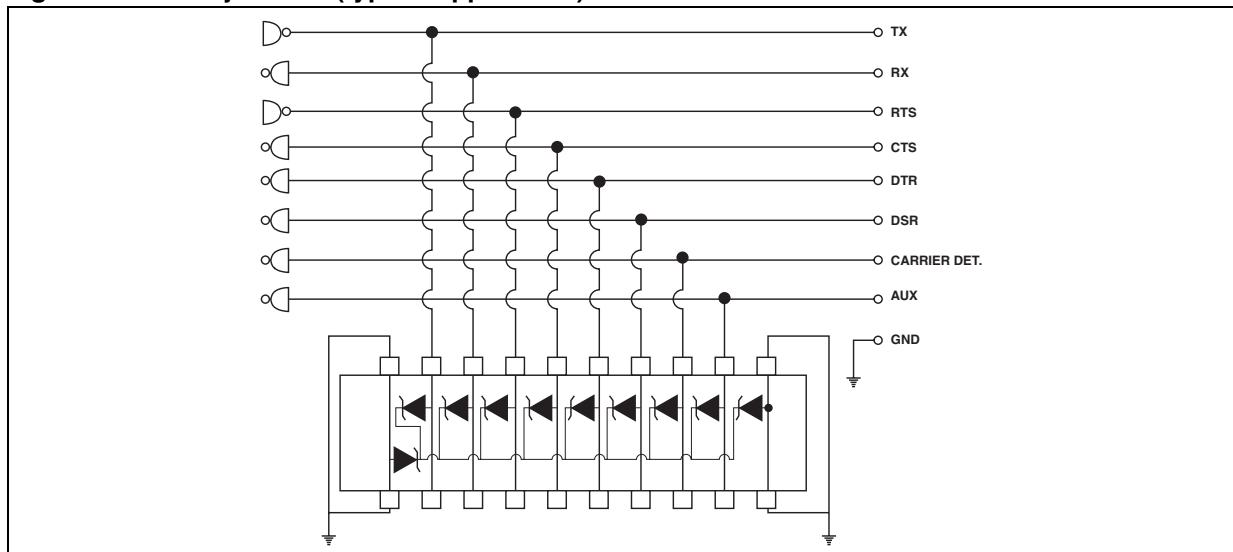 TX
RX
RTS
CTS
DTR
DSR
CARRIER DET.
AUX
GND